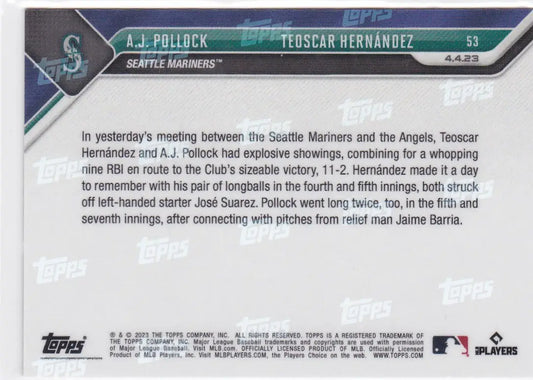 A.J. POLLOCK TEOSCAR HERNÁNDEZ 53
SEATTLE MARINERS™ 4.4.23
In yesterday's meeting between the Seattle Mariners and the Angels, Teoscar
Hernández and A.J. Pollock had explosive showings, combining for a whopping
nine RBI en route to the Club's sizeable victory, 11-2. Hernández made it a
day to remember with his pair of longballs in the fourth and fifth innings, both struck
off left-handed starter José Suarez. Pollock went long twice, too, in the fifth and
seventh innings, after connecting with pitches from relief man Jaime Barria.
Topps
® & © 2023 THE TOPPS COMPANY, INC. ALL RIGHTS RESERVED. TOPPS IS A REGISTERED TRADEMARK OF
THE TOPPS COMPANY, INC. Major League Baseball trademarks and copyrights are used with permission
of Major League Baseball. Visit MLB.com. OFFICIALLY LICENSED PRODUCT OF MLB PLAYERS, INC. Officially Licensed
Product of MLB Players, Inc. Visit MLBPLAYERS.COM, the Players Choice on the web. WWW.TOPPS.COM
PLAYERS